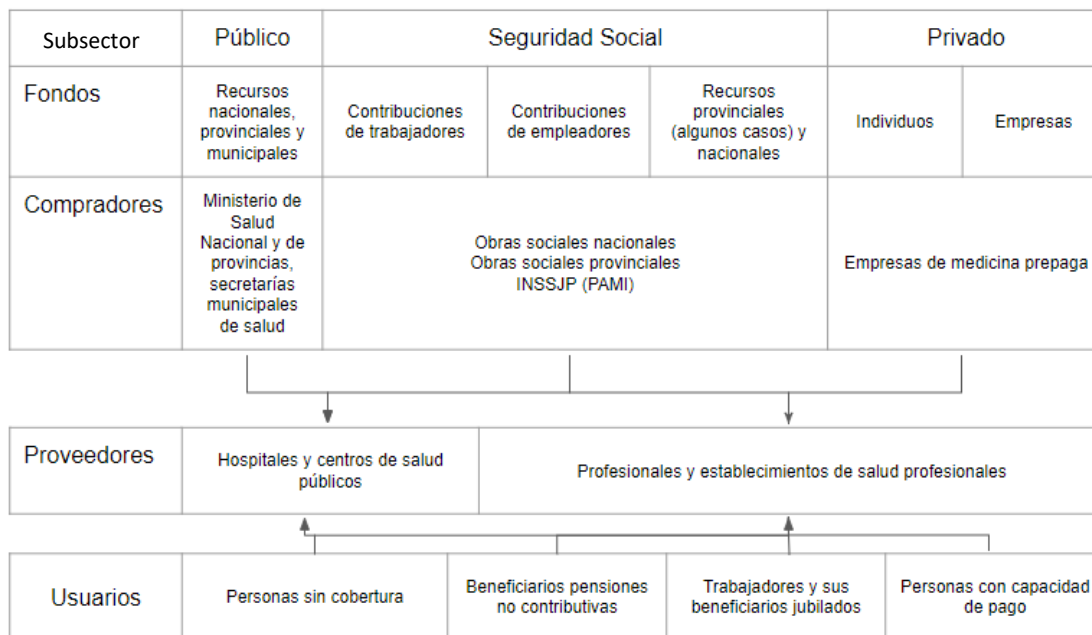 Subsector
Público
Seguridad Social
Privado
Fondos
Recursos
nacionales,
provinciales y
municipales
Contribuciones
de trabajadores
Contribuciones
de empleadores
Recursos
provinciales
(algunos casos) y
nacionales
Individuos
Empresas
Compradores
Ministerio de
Salud
Nacional y de
provincias,
secretarías
municipales
de salud
Obras sociales nacionales
Obras sociales provinciales
INSSJP (PAMI)
Empresas de medicina prepaga
Proveedores
Hospitales y centros de salud
públicos
Profesionales y establecimientos de salud profesionales
Usuarios
Personas sin cobertura
Beneficiarios pensiones
no contributivas
Trabajadores y sus
beneficiarios jubilados
Personas con capacidad
de pago